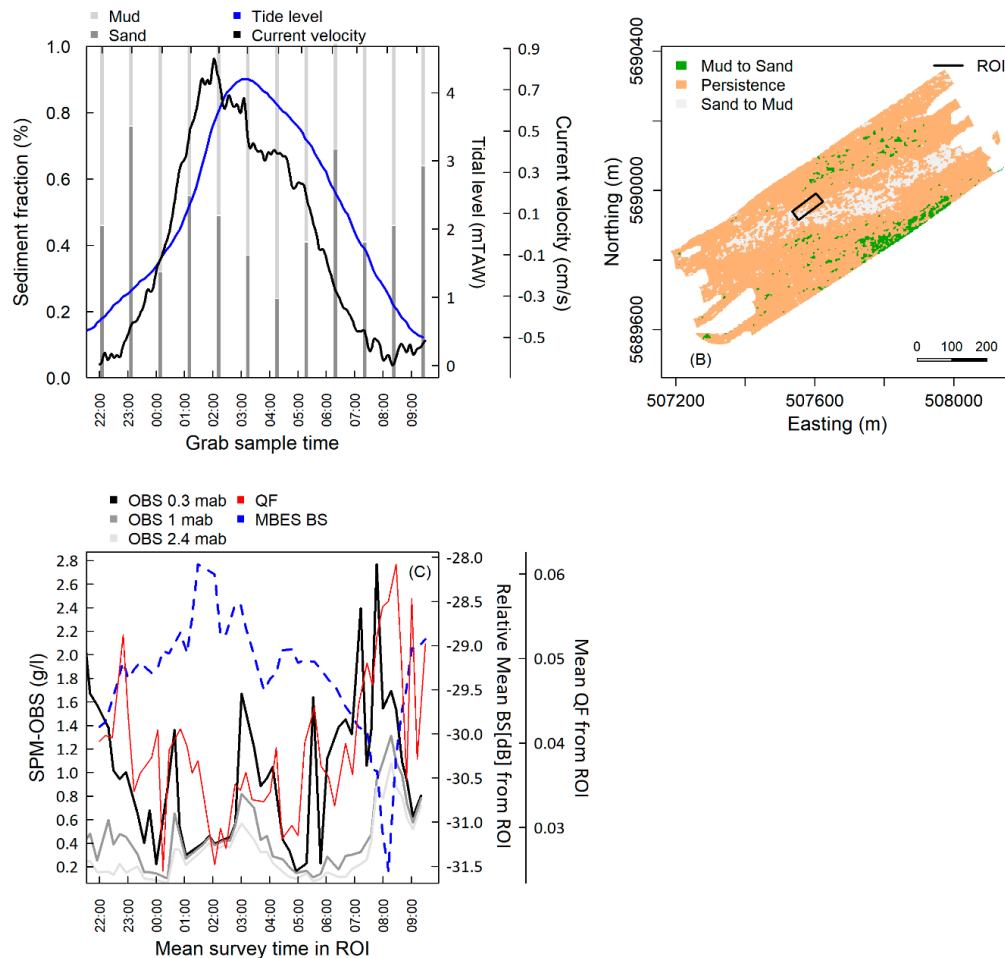 Mud
Sand
Tide level
Current velocity
1.0
0.8
0.6
0.4
0.2
0.0
Sediment fraction (%)
4
3
2
1
0
Tidal level (mTAW)
0.9
0.7
0.5
0.3
0.1
-0.1
-0.3
-0.5
Current velocity (cm/s)
22:00
23:00
00:00
01:00
02:00
03:00
04:00
05:00
06:00
07:00
08:00
09:00
Grab sample time
Mud to Sand
Persistence
Sand to Mud
ROI
5690400
5690000
5689600
Northing (m)
(B)
0 100 200
507200 507600 508000
Easting (m)
OBS 0.3 mab
OBS 1 mab
OBS 2.4 mab
QF
MBES BS
(C)
2.8
2.6
2.4
2.2
2.0
1.8
1.6
1.4
1.2
1.0
0.8
0.6
0.4
0.2
SPM-OBS (g/l)
-28.0
-28.5
-29.0
-29.5
-30.0
-30.5
-31.0
-31.5
Relative Mean BS[dB] from ROI
0.06
0.05
0.04
0.03
Mean QF from ROI
22:00
23:00
00:00
01:00
02:00
03:00
04:00
05:00
06:00
07:00
08:00
09:00
Mean survey time in ROI